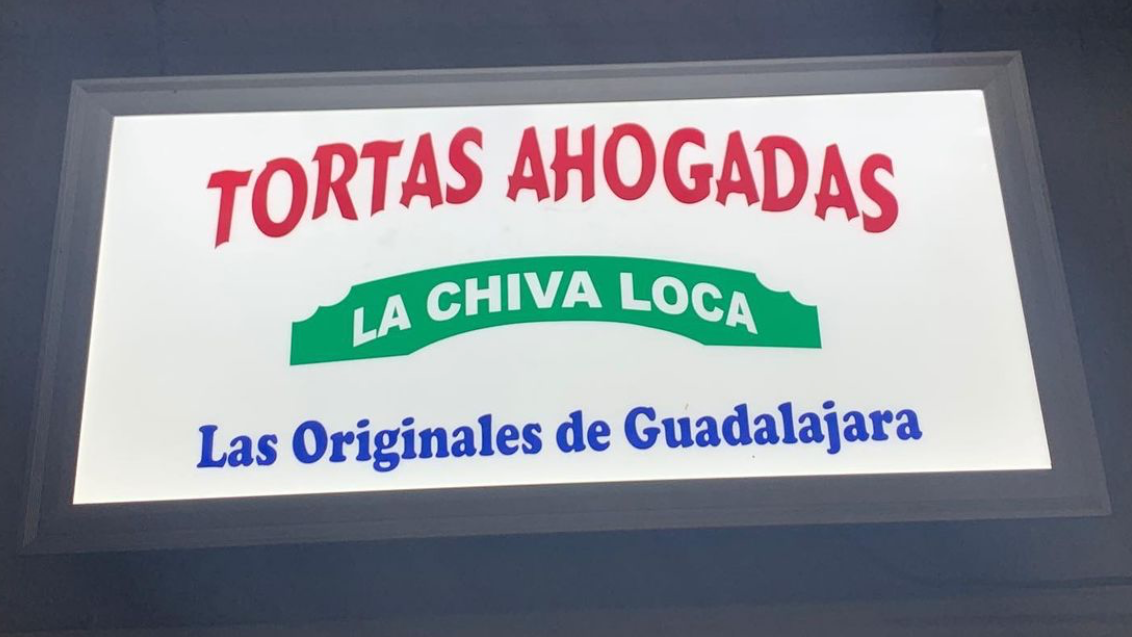 TORTAS AHOGADAS
LA CHIVA LOCA
Las Originales de Guadalajara